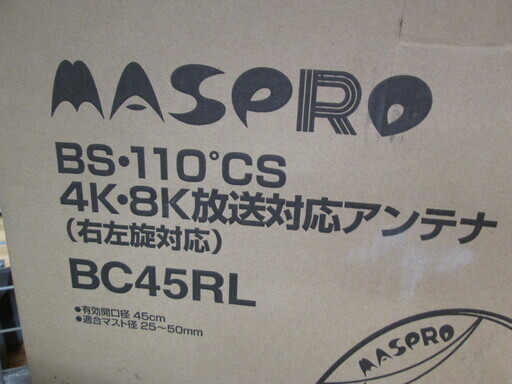 MASPRO
BS・110°CS
4K・8K放送対応アンテナ
(右左旋対応)
BC45RL
●有効開口径 45cm
●適合マスト径 25～50mm
MASPRO